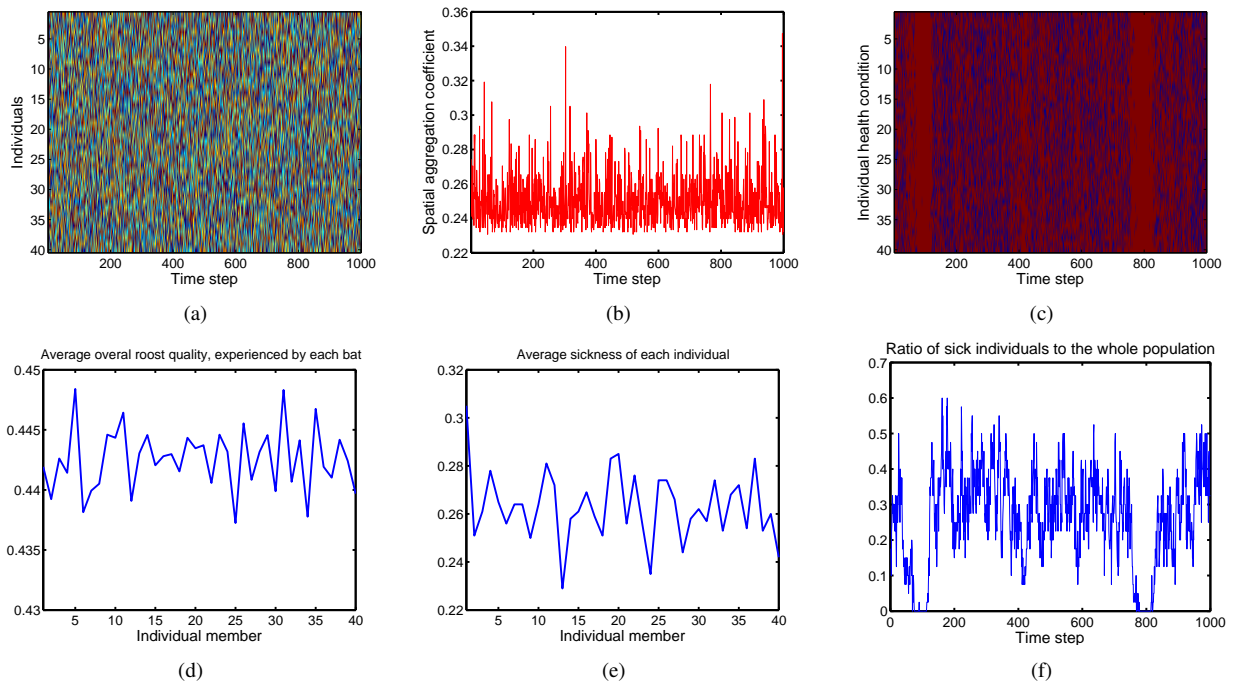 5
10
15
20
25
30
35
40
Individuals
200 400 600 800 1000
Time step
(a)
0.36
0.34
0.32
0.3
0.28
0.26
0.24
0.22
Spatial aggregation coefficient
200 400 600 800 1000
Time step
(b)
5
10
15
20
25
30
35
40
Individual health condition
200 400 600 800 1000
Time step
(c)
Average overal roost quality, experienced by each bat
0.45
0.445
0.44
0.435
0.43
5 10 15 20 25 30 35 40
Individual member
(d)
Average sickness of each individual
0.32
0.3
0.28
0.26
0.24
0.22
5 10 15 20 25 30 35 40
Individual member
(e)
Ratio of sick individuals to the whole population
0.7
0.6
0.5
0.4
0.3
0.2
0.1
0
0 200 400 600 800 1000
Time step
(f)